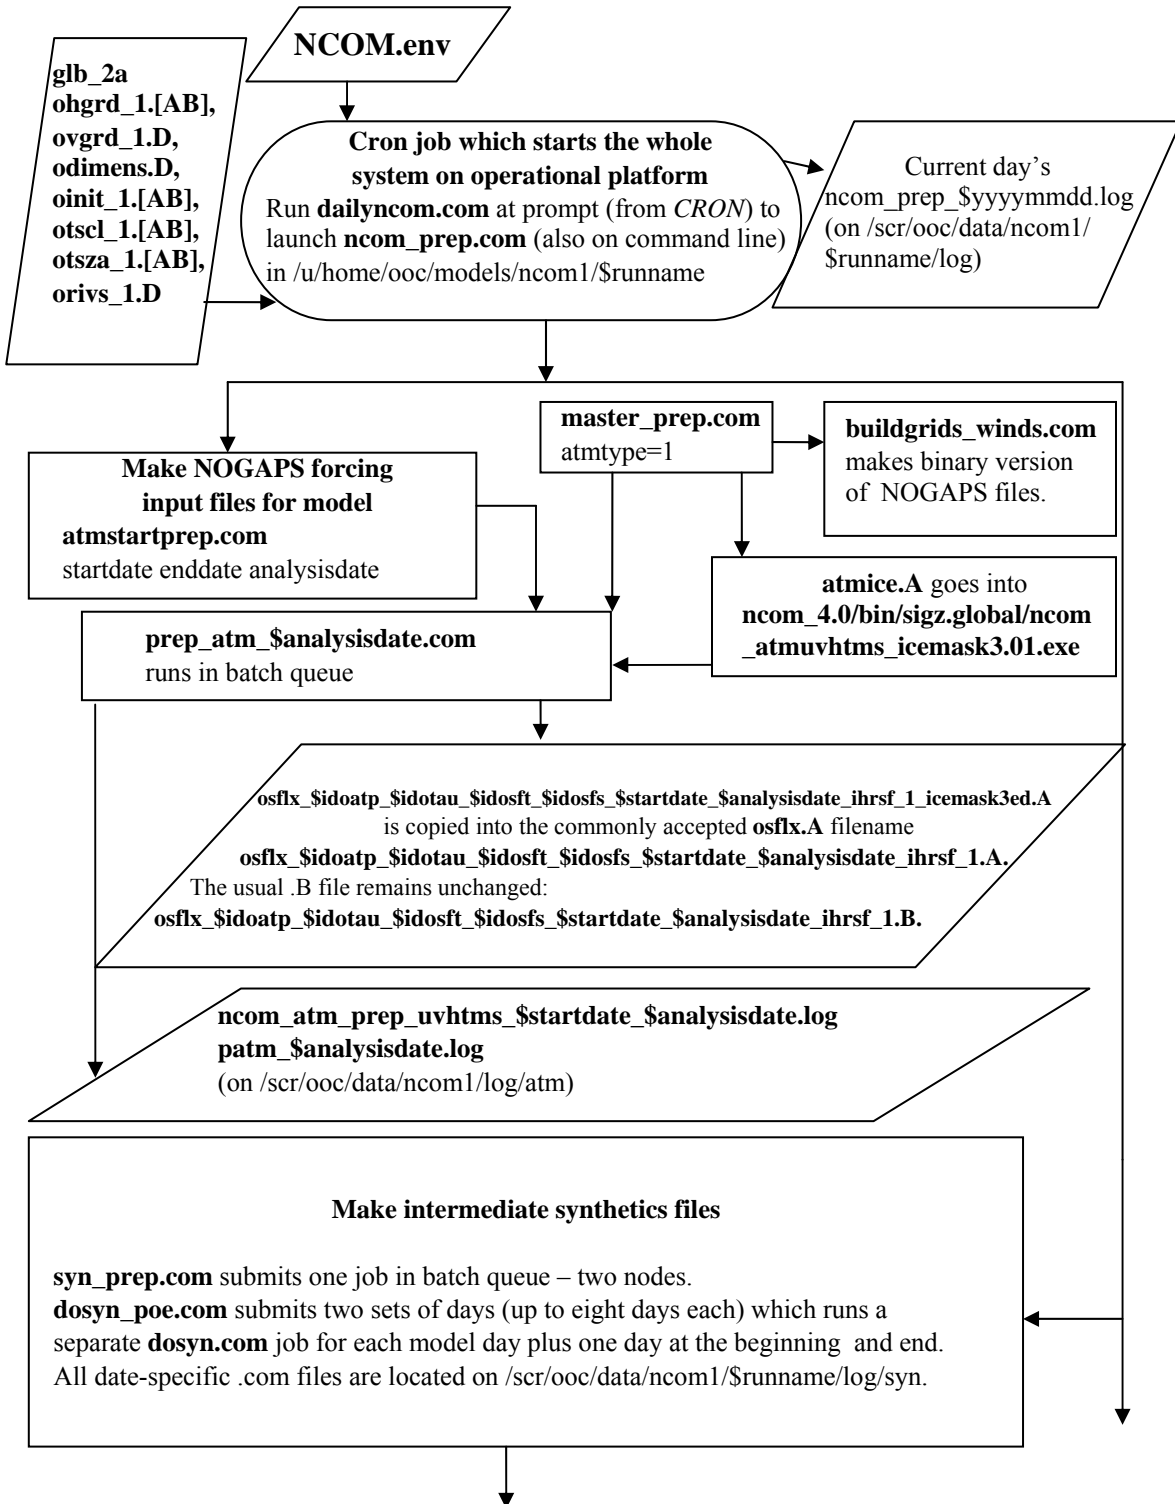 NCOM.env
glb_2a
ohgrd_1.[AB],
ovgrd_1.D,
odimens.D,
oinit_1.[AB],
otscl_1.[AB],
otsza_1.[AB],
orivs_1.D
Cron job which starts the whole
system on operational platform
Run dailyncom.com at prompt (from CRON) to
launch ncom_prep.com (also on command line)
in /u/home/ooc/models/ncom1/$runname
Current day’s
ncom_prep_$yyyymmdd.log
(on /scr/ooc/data/ncom1/
$runname/log)
Make NOGAPS forcing
input files for model
atmstartprep.com
startdate enddate analysisdate
master_prep.com
atmtype=1
buildgrids_winds.com
makes binary version
of NOGAPS files.
atmice.A goes into
ncom_4.0/bin/sigz.global/ncom
_atmuvhtms_icemask3.01.exe
prep_atm_$analysisdate.com
runs in batch queue
osflx_$idoatp_$idotau_$idosft_$idosfs_$startdate_$analysisdate_ihrsf_1_icemask3ed.A
is copied into the commonly accepted osflx.A filename
osflx_$idoatp_$idotau_$idosft_$idosfs_$startdate_$analysisdate_ihrsf_1.A.
The usual .B file remains unchanged:
osflx_$idoatp_$idotau_$idosft_$idosfs_$startdate_$analysisdate_ihrsf_1.B.
ncom_atm_prep_uvhtms_$startdate_$analysisdate.log
patm_$analysisdate.log
(on /scr/ooc/data/ncom1/log/atm)
Make intermediate synthetics files
syn_prep.com submits one job in batch queue – two nodes.
dosyn_poe.com submits two sets of days (up to eight days each) which runs a
separate dosyn.com job for each model day plus one day at the beginning and end.
All date-specific .com files are located on /scr/ooc/data/ncom1/$runname/log/syn.